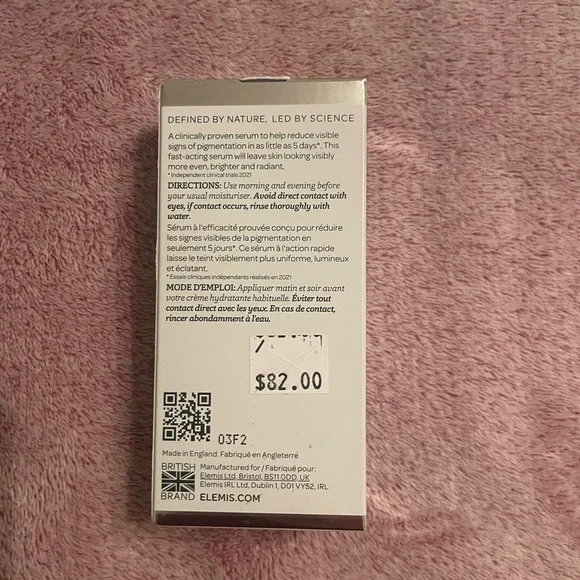 DEFINED BY NATURE, LED BY SCIENCE
A clinically proven serum to help reduce visible
signs of pigmentation in as little as 5 days*. This
fast-acting serum will leave skin looking visibly
more even, brighter and radiant.
* Independent clinical trials 2021
DIRECTIONS: Use morning and evening before
your usual moisturiser. Avoid direct contact with
eyes, if contact occurs, rinse thoroughly with
water.
Sérum à l'efficacité prouvée conçu pour réduire
les signes visibles de la pigmentation en
seulement 5 jours*. Ce sérum à l'action rapide
laisse le teint visiblement plus uniforme, lumineux
et éclatant.
* Essais cliniques indépendants réalisés en 2021
MODE D'EMPLOI: Appliquer matin et soir avant
votre crème hydratante habituelle. Éviter tout
contact direct avec les yeux. En cas de contact,
rincer abondamment à l'eau.
$82.00
03F2
Made in England. Fabriqué en Angleterre
BRITISH
BRAND
Manufactured for / Fabriqué pour:
Elemis Ltd, Bristol, BS11 0DD, UK
Elemis IRL Ltd, Dublin 1, D01 VY52, IRL
ELEMIS.COM